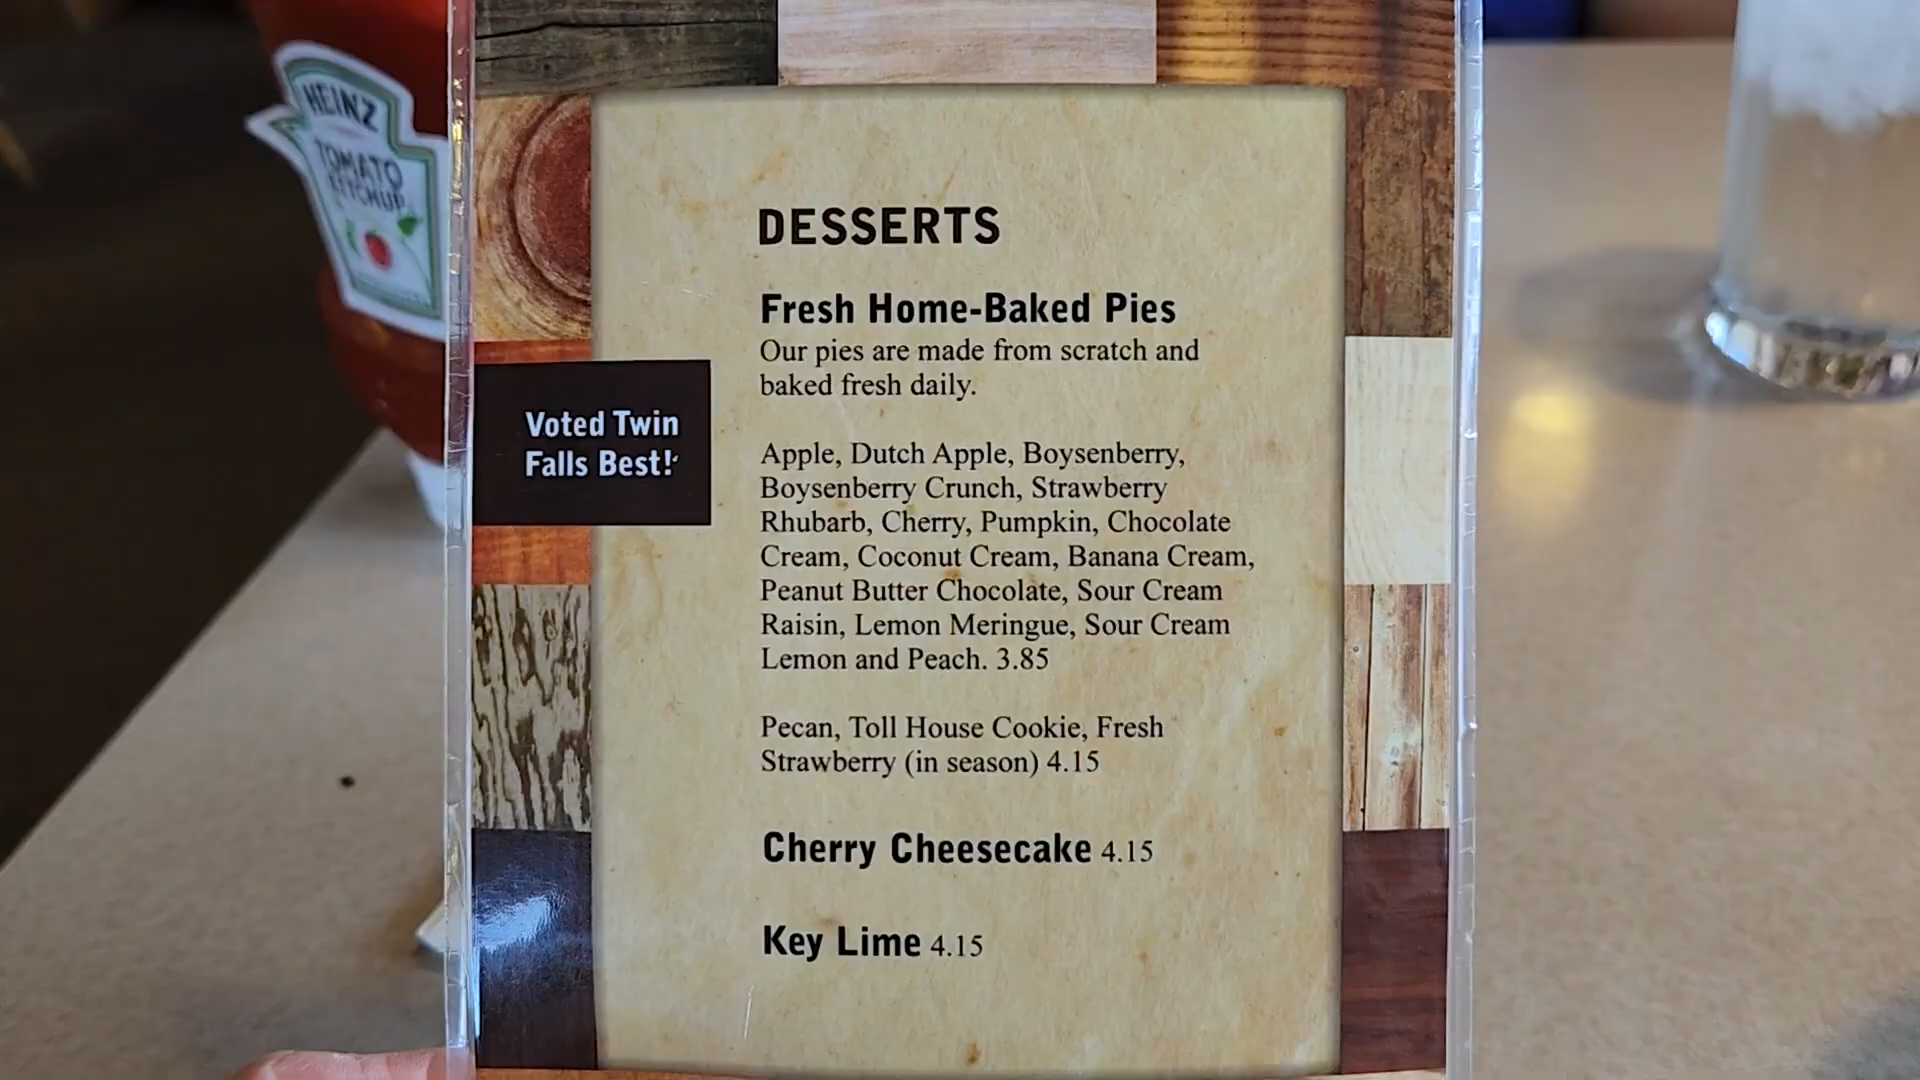 HEINZ
TOMATO
KETCHUP
DESSERTS
Fresh Home-Baked Pies
Our pies are made from scratch and
baked fresh daily.
Voted Twin
Falls Best!
Apple, Dutch Apple, Boysenberry,
Boysenberry Crunch, Strawberry
Rhubarb, Cherry, Pumpkin, Chocolate
Cream, Coconut Cream, Banana Cream,
Peanut Butter Chocolate, Sour Cream
Raisin, Lemon Meringue, Sour Cream
Lemon and Peach. 3.85
Pecan, Toll House Cookie, Fresh
Strawberry (in season) 4.15
Cherry Cheesecake 4.15
Key Lime 4.15